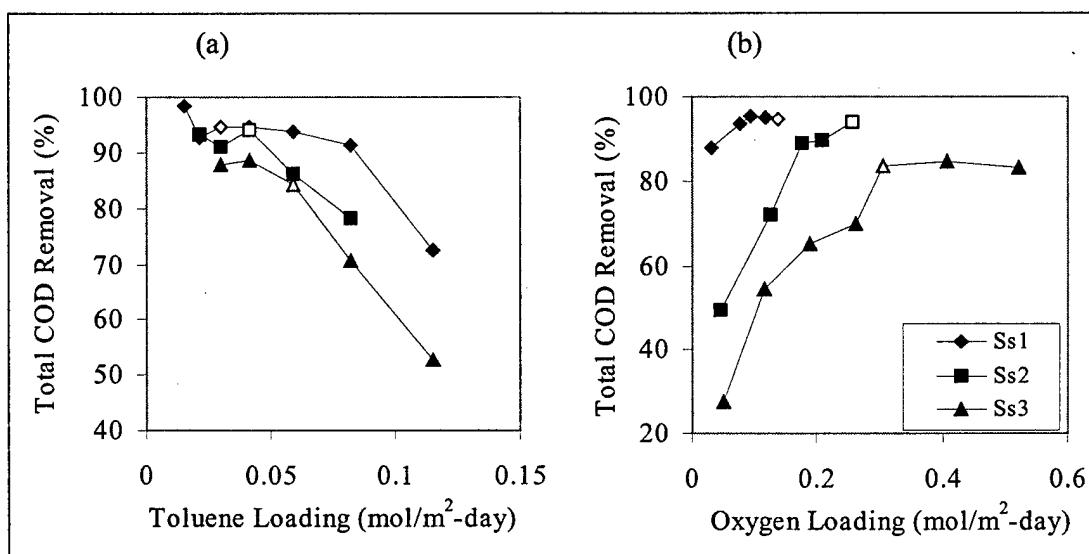 (a)
(b)
Total COD Removal (%)
100
90
80
70
60
50
40
0
0.05
0.1
0.15
Toluene Loading (mol/m²-day)
Total COD Removal (%)
100
80
60
40
20
0
0.2
0.4
0.6
Oxygen Loading (mol/m²-day)
Ss1
Ss2
Ss3